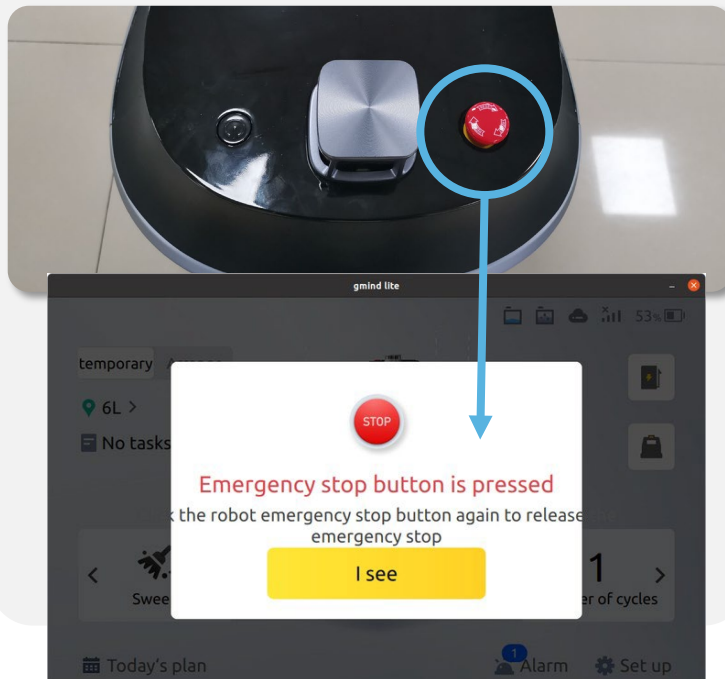 gmind lite
53%
temporary
6L >
No tasks
STOP
Emergency stop button is pressed
the robot emergency stop button again to release
emergency stop
I see
1
Swee
er of cycles
Today's plan
1
Alarm
Set up